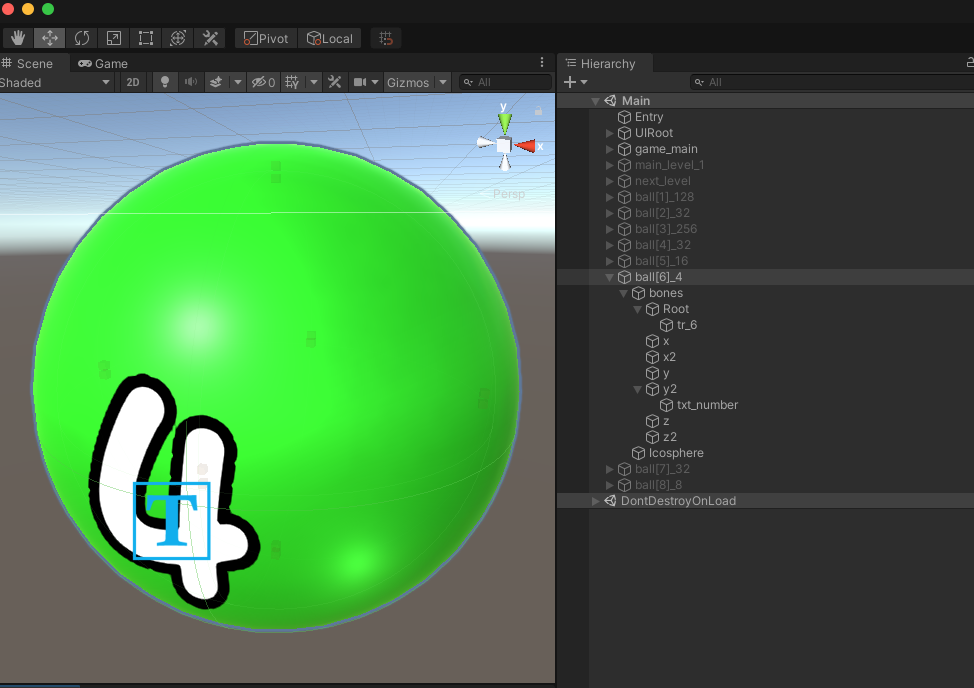 Pivot
Local
Scene
Game
Hierarchy
Shaded
2D
0
Gizmos
All
All
y
x
Persp
4
T
Main
Entry
UIRoot
game_main
main_level_1
next_level
ball[1]_128
ball[2]_32
ball[3]_256
ball[4]_32
ball[5]_16
ball[6]_4
bones
Root
tr_6
x
x2
y
y2
txt_number
z
z2
Icosphere
ball[7]_32
ball[8]_8
DontDestroyOnLoad